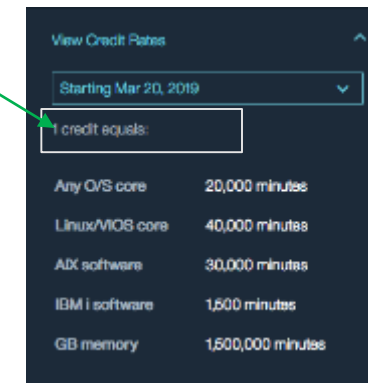 View Credit Rates
Starting Mar 20, 2019
1 credit equals:
Any O/S core 20,000 minutes
Linux/VIOS core 40,000 minutes
AIX software 30,000 minutes
IBM i software 1,500 minutes
GB memory 1,500,000 minutes